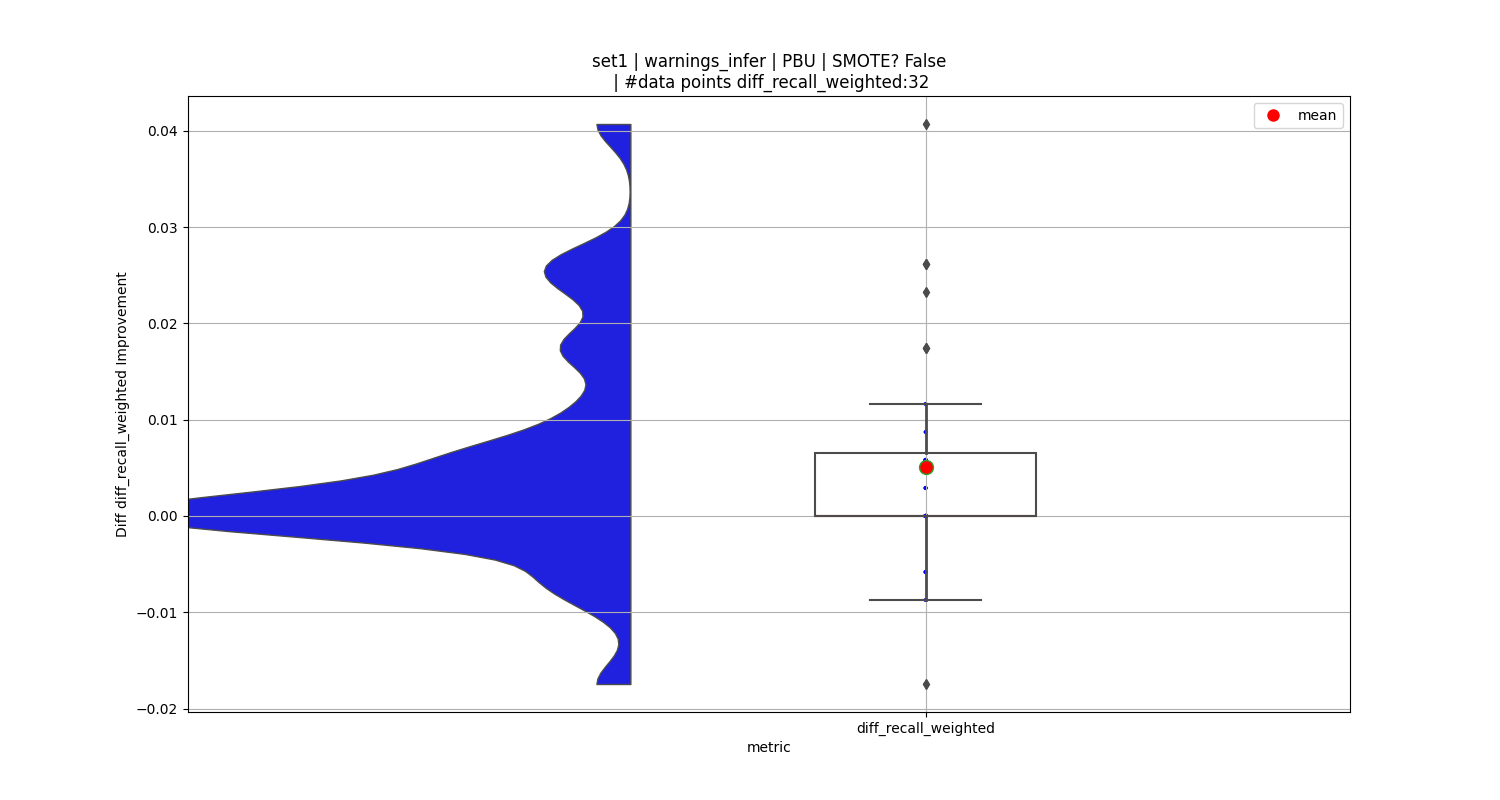 set1 | warnings_infer | PBU | SMOTE? False
| #data points diff_recall_weighted:32
mean
Diff diff_recall_weighted Improvement
0.04
0.03
0.02
0.01
0.00
−0.01
−0.02
diff_recall_weighted
metric